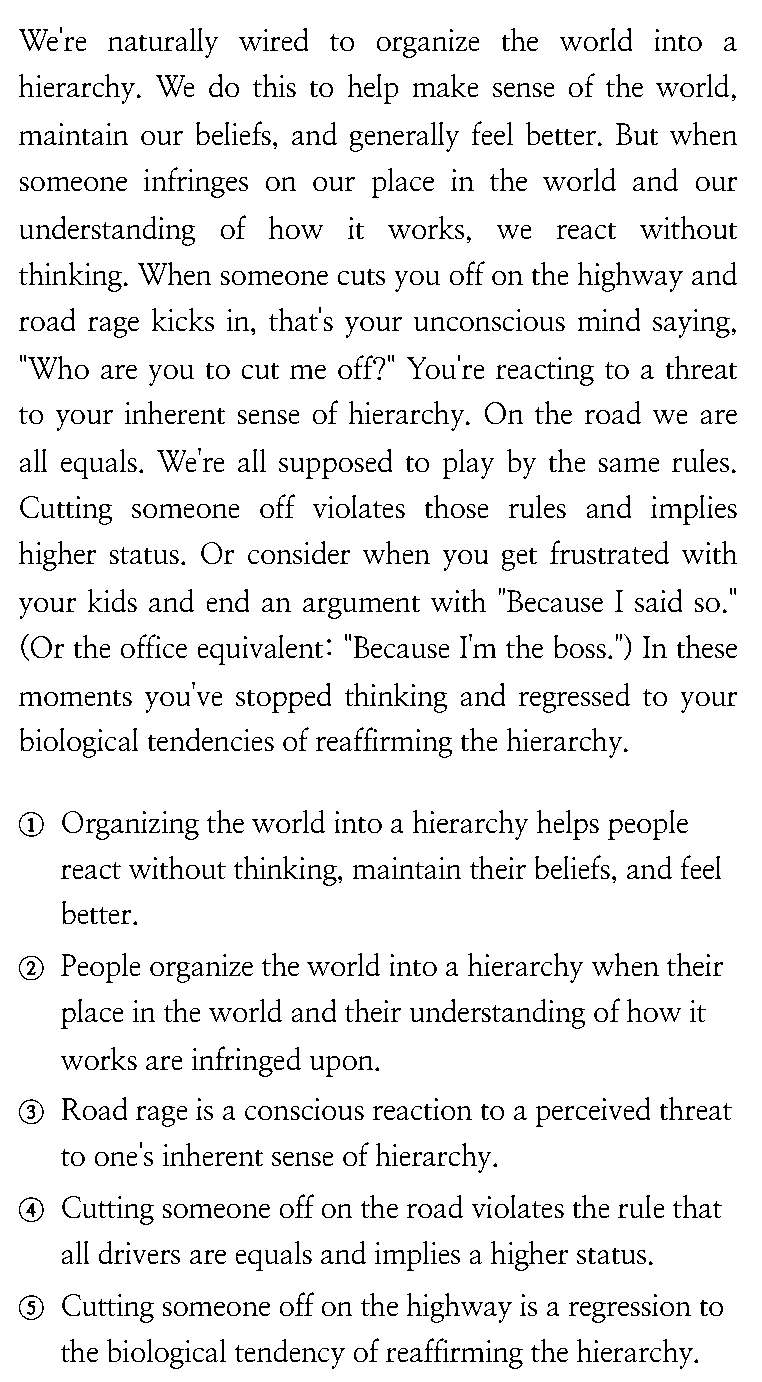 We're naturally wired to organize the world into a
hierarchy. We do this to help make sense of the world,
maintain our beliefs, and generally feel better. But when
someone infringes on our place in the world and our
understanding of how it works, we react without
thinking. When someone cuts you off on the highway and
road rage kicks in, that's your unconscious mind saying,
"Who are you to cut me off?" You're reacting to a threat
to your inherent sense of hierarchy. On the road we are
all equals. We're all supposed to play by the same rules.
Cutting someone off violates those rules and implies
higher status. Or consider when you get frustrated with
your kids and end an argument with "Because I said so."
(Or the office equivalent: "Because I'm the boss.") In these
moments you've stopped thinking and regressed to your
biological tendencies of reaffirming the hierarchy.
① Organizing the world into a hierarchy helps people
react without thinking, maintain their beliefs, and feel
better.
② People organize the world into a hierarchy when their
place in the world and their understanding of how it
works are infringed upon.
③ Road rage is a conscious reaction to a perceived threat
to one's inherent sense of hierarchy.
④ Cutting someone off on the road violates the rule that
all drivers are equals and implies a higher status.
⑤ Cutting someone off on the highway is a regression to
the biological tendency of reaffirming the hierarchy.